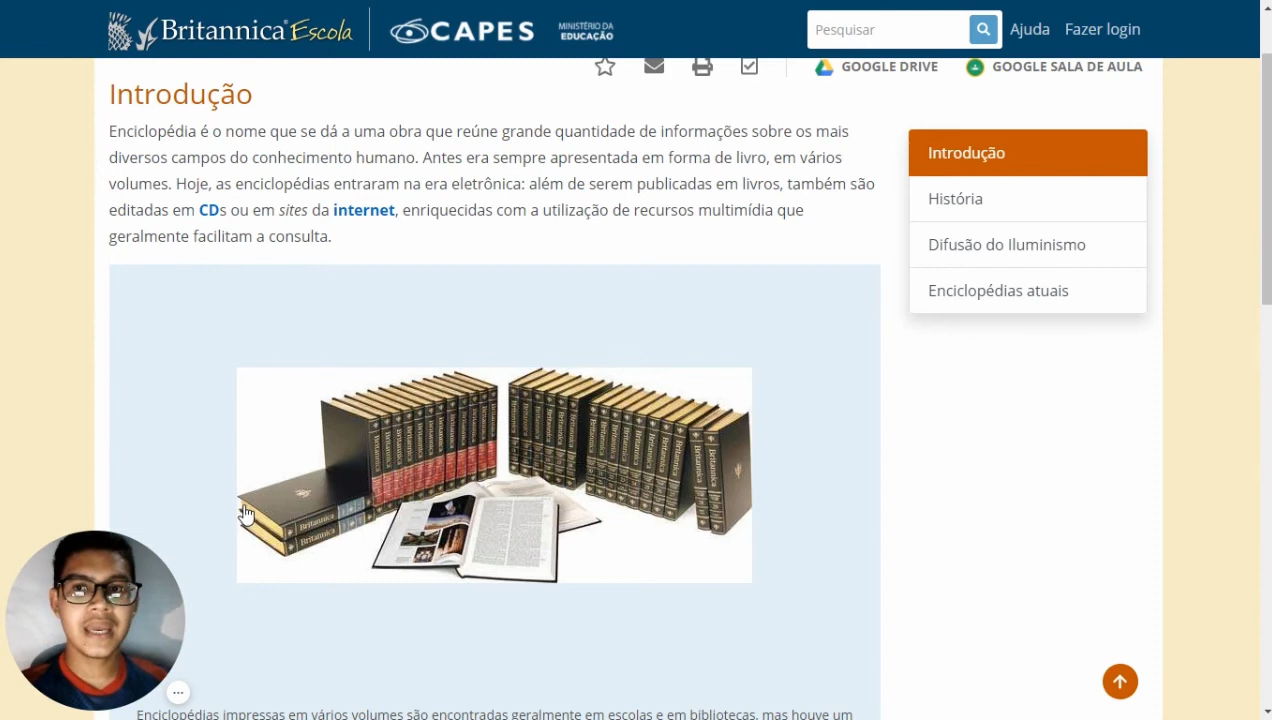 Britannica Escola
CAPES
MINISTÉRIO DA
EDUCAÇÃO
Pesquisar
Ajuda
Fazer login
GOOGLE DRIVE
GOOGLE SALA DE AULA
Introdução
Enciclopédia é o nome que se dá a uma obra que reúne grande quantidade de informações sobre os mais
diversos campos do conhecimento humano. Antes era sempre apresentada em forma de livro, em vários
volumes. Hoje, as enciclopédias entraram na era eletrônica: além de serem publicadas em livros, também são
editadas em CDs ou em sites da internet, enriquecidas com a utilização de recursos multimídia que
geralmente facilitam a consulta.
Introdução
História
Difusão do Iluminismo
Enciclopédias atuais
Britannica
Britannica
Enciclopédias impressas em vários volumes são encontradas geralmente em escolas e em bibliotecas, mas houve um